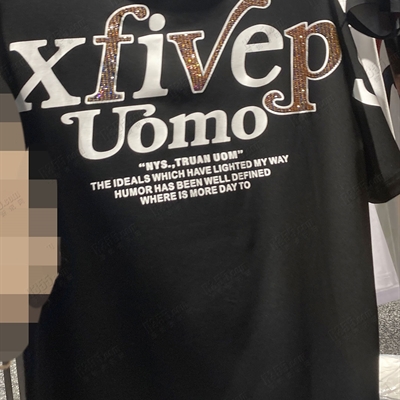 xfivep
Uomo
"NYS.,TRUAN UOM"
THE IDEALS WHICH HAVE LIGHTED MY WAY
HUMOR HAS BEEN WELL DEFINED
WHERE IS MORE DAY TO